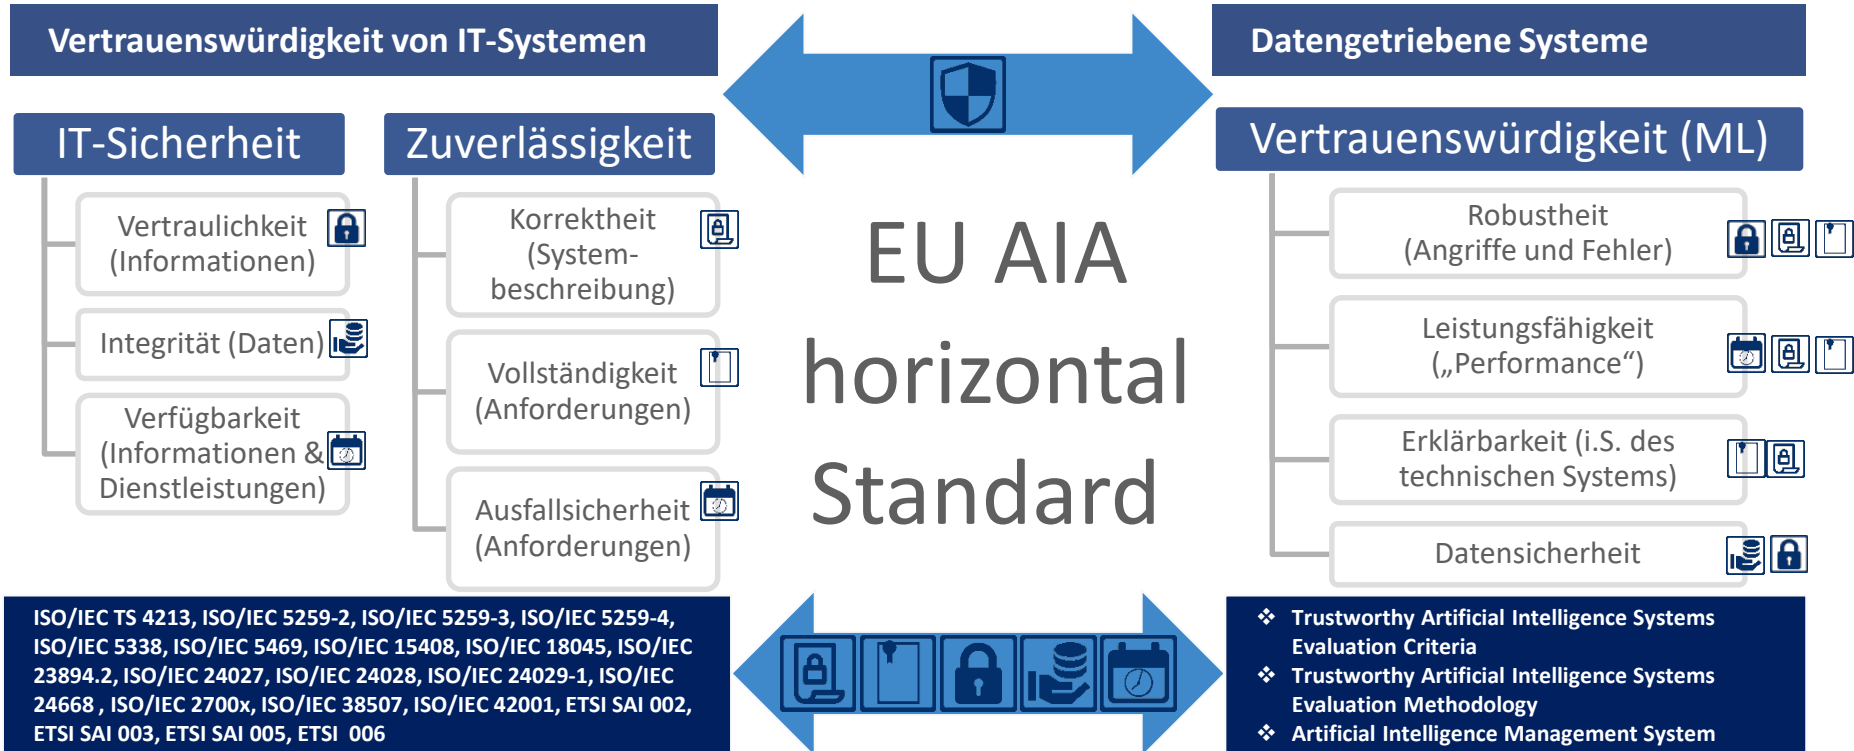 Vertrauenswürdigkeit von IT-Systemen
Datengetriebene Systeme
IT-Sicherheit
Vertraulichkeit
(Informationen)
Integrität (Daten)
Verfügbarkeit
(Informationen &
Dienstleistungen)
Zuverlässigkeit
Korrektheit
(System-
beschreibung)
Vollständigkeit
(Anforderungen)
Ausfallsicherheit
(Anforderungen)
EU AIA
horizontal
Standard
Vertrauenswürdigkeit (ML)
Robustheit
(Angriffe und Fehler)
Leistungsfähigkeit
(„Performance“)
Erklärbarkeit (i.S. des
technischen Systems)
Datensicherheit
ISO/IEC TS 4213, ISO/IEC 5259-2, ISO/IEC 5259-3, ISO/IEC 5259-4,
ISO/IEC 5338, ISO/IEC 5469, ISO/IEC 15408, ISO/IEC 18045, ISO/IEC
23894.2, ISO/IEC 24027, ISO/IEC 24028, ISO/IEC 24029-1, ISO/IEC
24668 , ISO/IEC 2700x, ISO/IEC 38507, ISO/IEC 42001, ETSI SAI 002,
ETSI SAI 003, ETSI SAI 005, ETSI 006
❖ Trustworthy Artificial Intelligence Systems
Evaluation Criteria
❖ Trustworthy Artificial Intelligence Systems
Evaluation Methodology
❖ Artificial Intelligence Management System